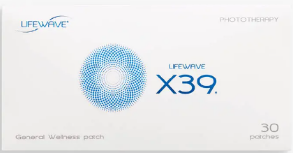 LIFEWAVE®
PHOTOTHERAPY
LIFEWAVE
X39.
General Wellness patch
30
patches